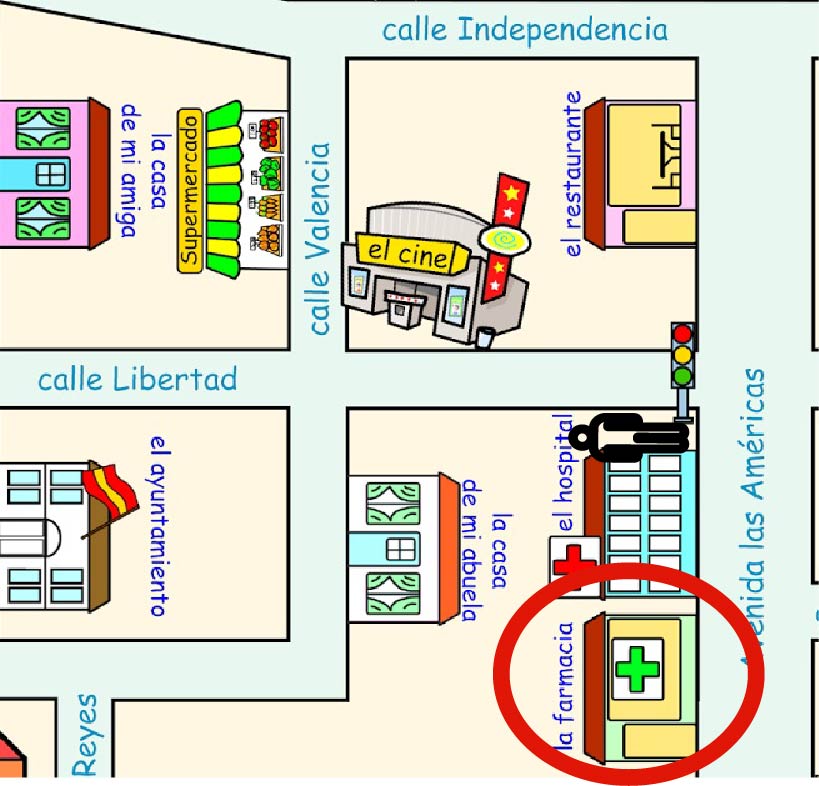 calle Independencia
la casa
de mi amiga
Supermercado
calle Valencia
el cine
el restaurante
calle Libertad
el ayuntamiento
la casa
de mi abuela
el hospital
Avenida las Américas
la farmacia
Reyes